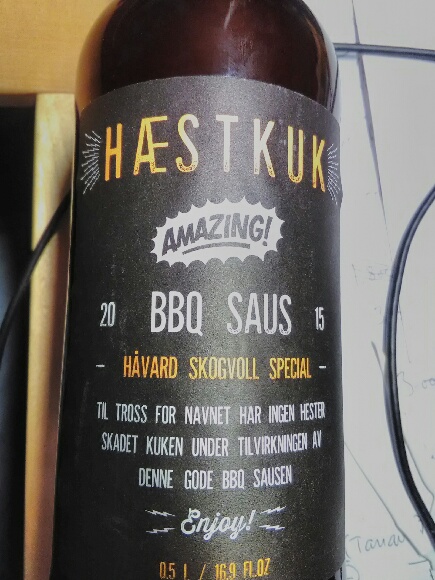 HÆSTKUK
AMAZING!
20 BBQ SAUS 15
- HÅVARD SKOGVOLL SPECIAL -
TIL TROSS FOR NAVNET HAR INGEN HESTER
SKADET KUKEN UNDER TILVIRKNINGEN AV
DENNE GODE BBQ SAUSEN
Enjoy!
0,5 L / 16,9 FL.OZ